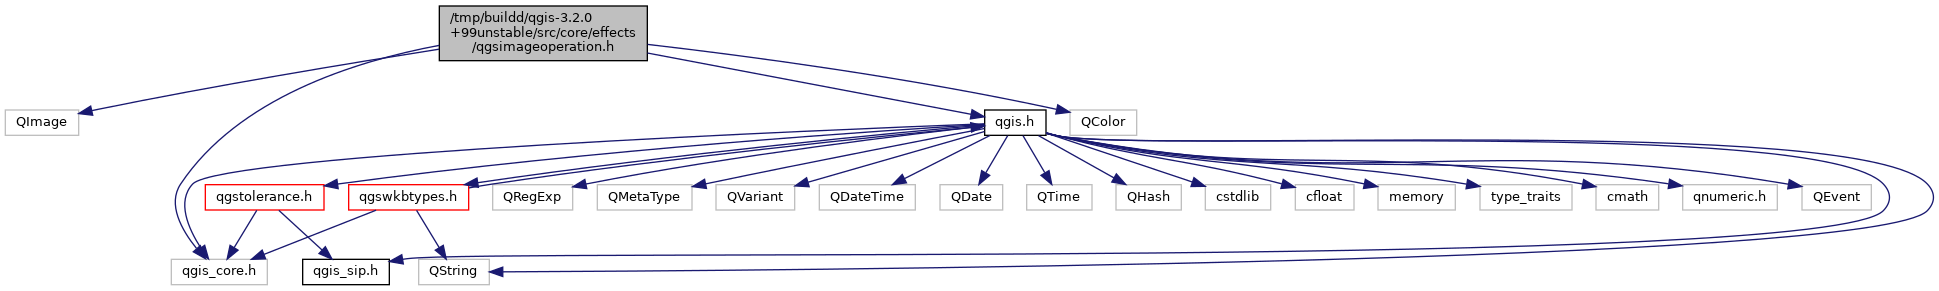 /tmp/buildd/qgis-3.2.0
+99unstable/src/core/effects
/qgsimageoperation.h
QImage
qgis.h
QColor
qgstolerance.h
qgswkbtypes.h
QRegExp
QMetaType
QVariant
QDateTime
QDate
QTime
QHash
cstdlib
cfloat
memory
type_traits
cmath
qnumeric.h
QEvent
qgis_core.h
qgis_sip.h
QString